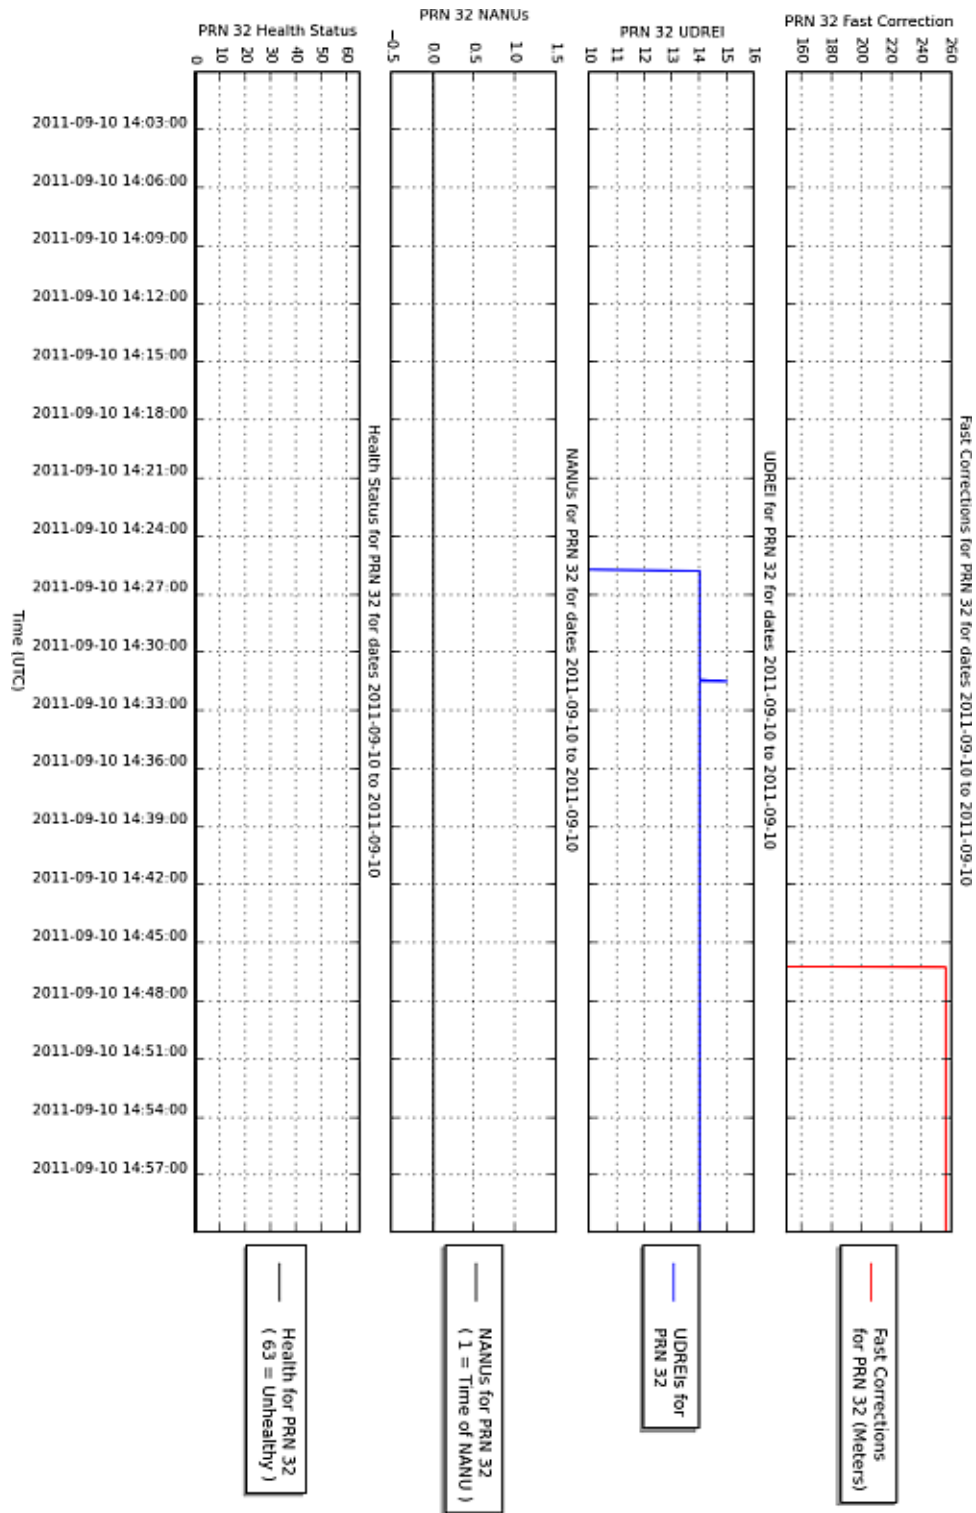 Fast Corrections for PRN 32 for dates 2011-09-10 to 2011-09-10
PRN 32 Fast Correction
260
240
220
200
180
160
Fast Corrections
for PRN 32 (Meters)
UDREI for PRN 32 for dates 2011-09-10 to 2011-09-10
PRN 32 UDREI
16
15
14
13
12
11
10
UDREIs for
PRN 32
NANUs for PRN 32 for dates 2011-09-10 to 2011-09-10
PRN 32 NANUs
1.5
1.0
0.5
0.0
−0.5
NANUs for PRN 32
( 1 = Time of NANU )
Health Status for PRN 32 for dates 2011-09-10 to 2011-09-10
PRN 32 Health Status
60
50
40
30
20
10
0
Health for PRN 32
( 63 = Unhealthy )
2011-09-10 14:03:00
2011-09-10 14:06:00
2011-09-10 14:09:00
2011-09-10 14:12:00
2011-09-10 14:15:00
2011-09-10 14:18:00
2011-09-10 14:21:00
2011-09-10 14:24:00
2011-09-10 14:27:00
2011-09-10 14:30:00
2011-09-10 14:33:00
2011-09-10 14:36:00
2011-09-10 14:39:00
2011-09-10 14:42:00
2011-09-10 14:45:00
2011-09-10 14:48:00
2011-09-10 14:51:00
2011-09-10 14:54:00
2011-09-10 14:57:00
Time (UTC)